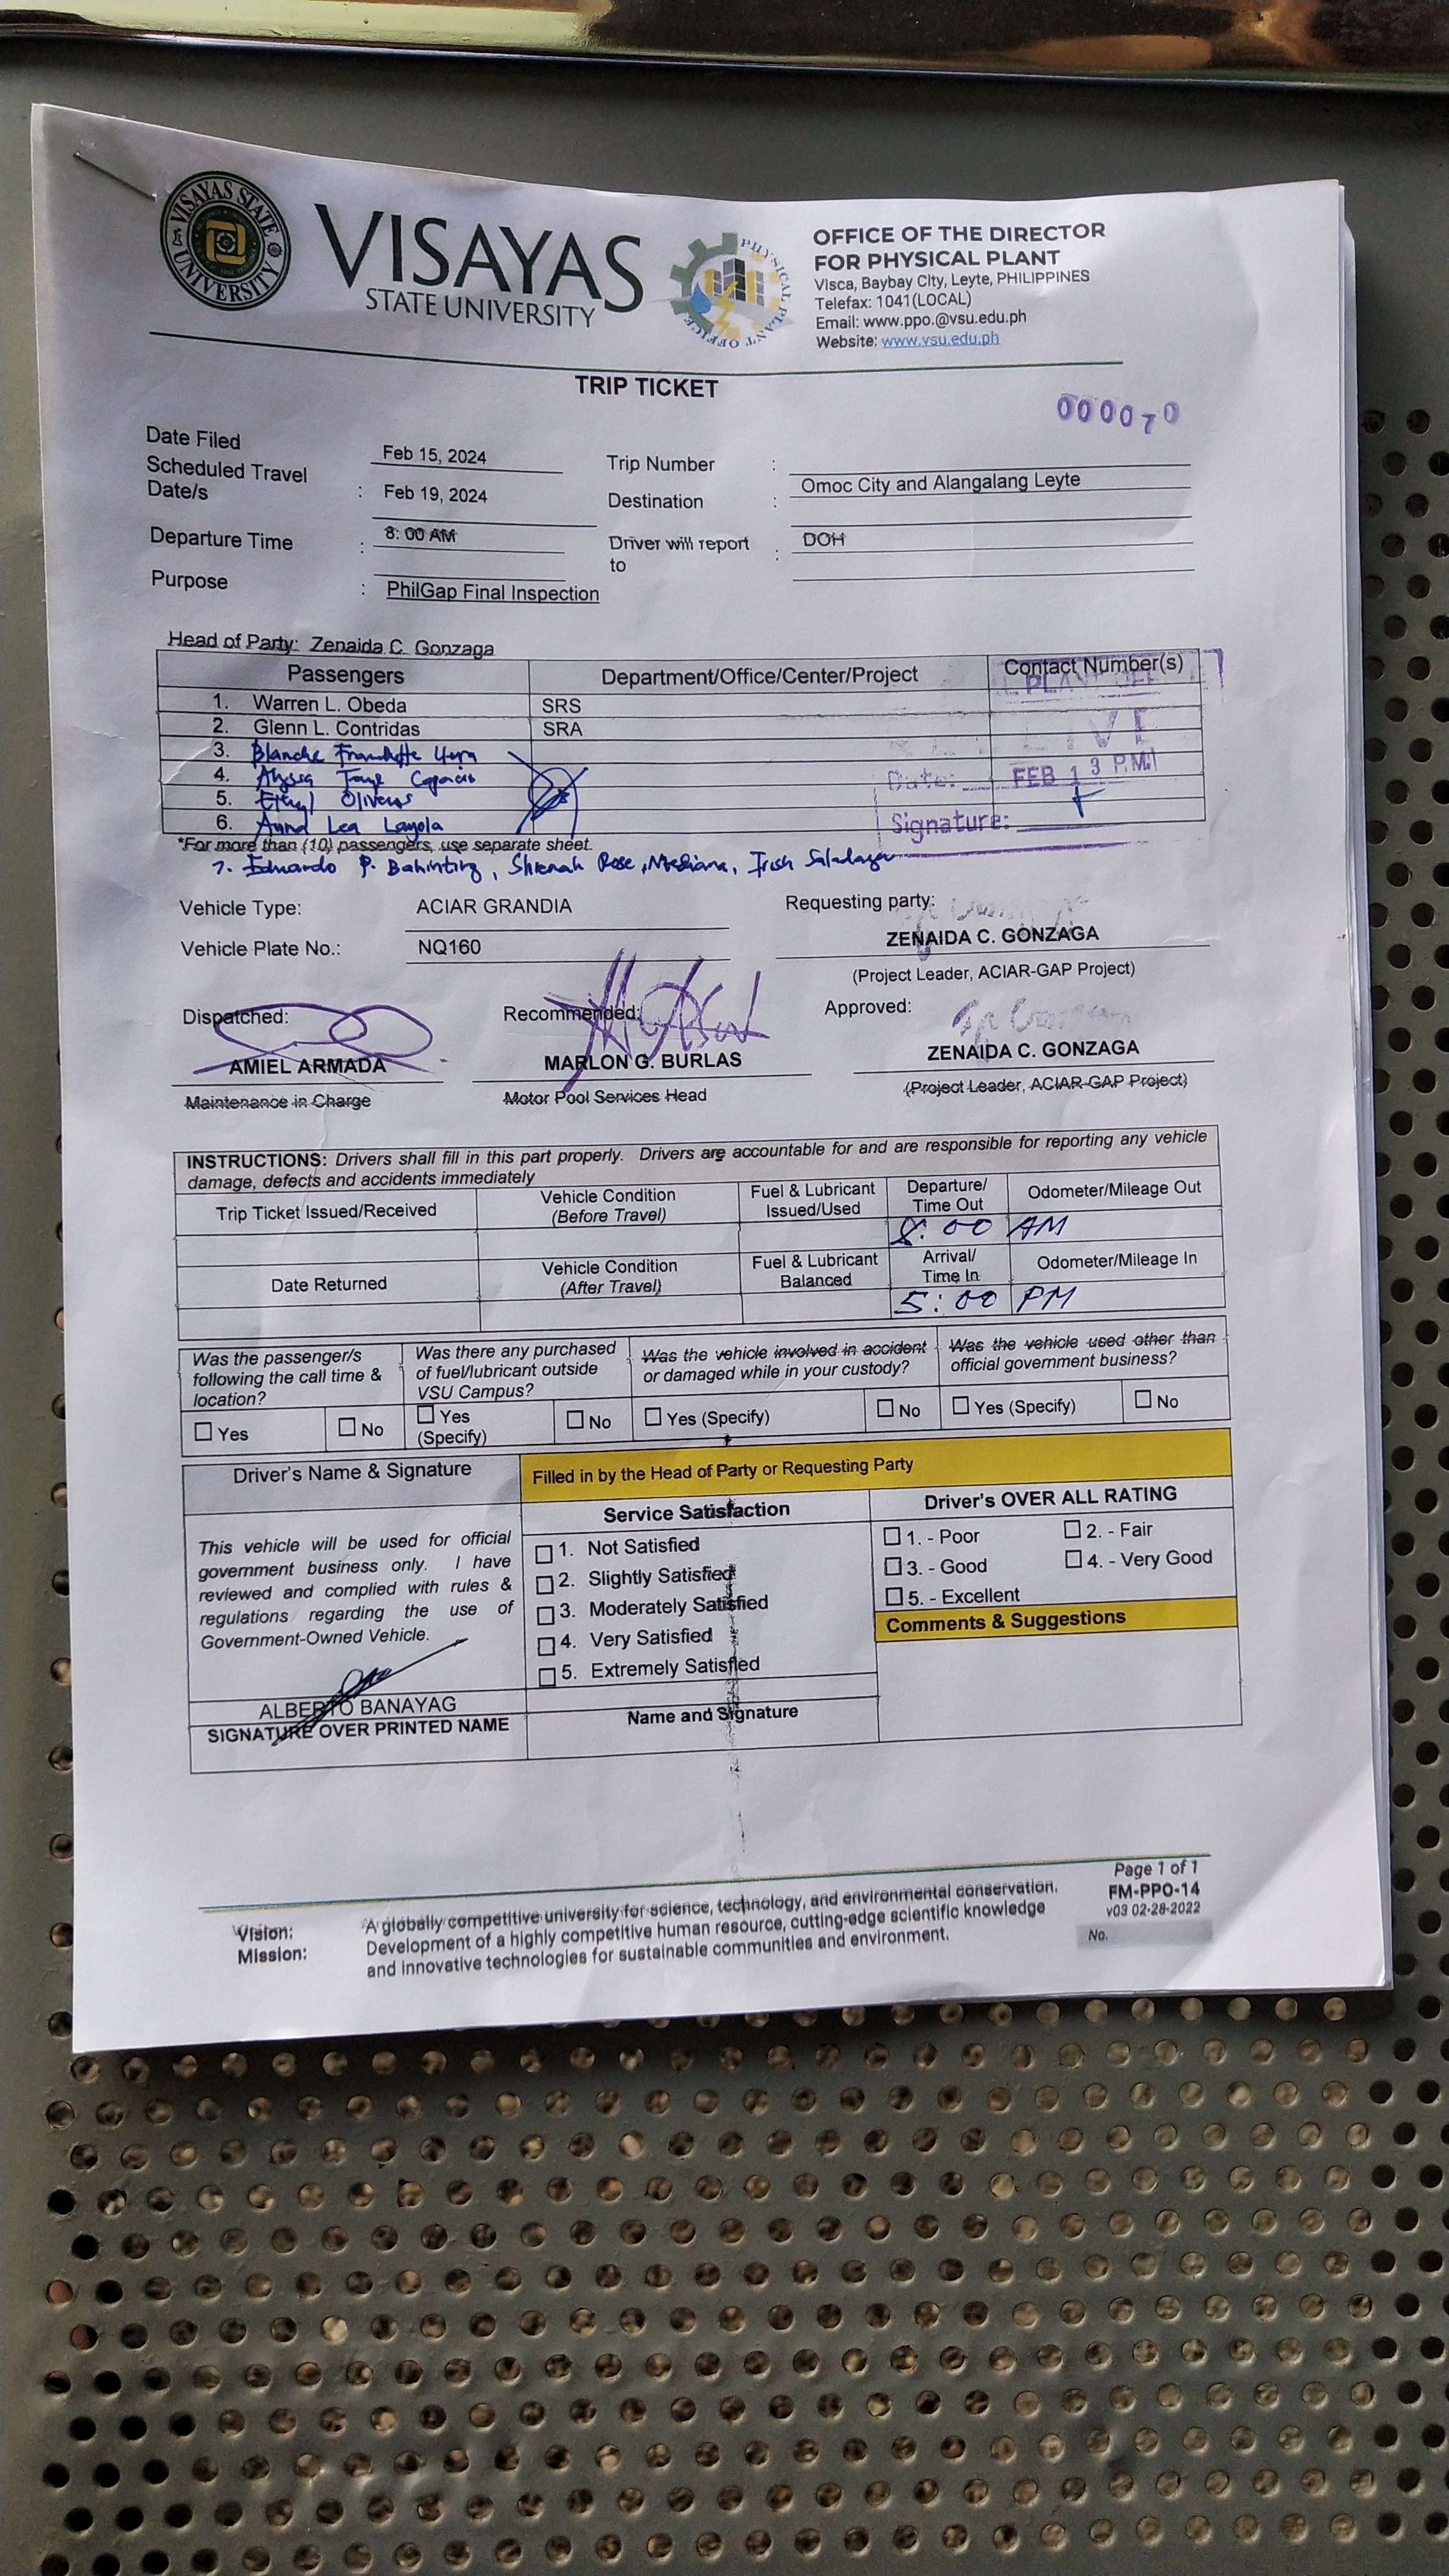 VISAYAS STATE UNIVERSITY
VISAYAS
STATE UNIVERSITY
PHYSICAL PLANT OFFICE
OFFICE OF THE DIRECTOR
FOR PHYSICAL PLANT
Visca, Baybay City, Leyte, PHILIPPINES
Telefax: 1041(LOCAL)
Email: www.ppo.@vsu.edu.ph
Website: www.vsu.edu.ph
TRIP TICKET
000070
Date Filed Feb 15, 2024 Trip Number :
Scheduled Travel Date/s : Feb 19, 2024 Destination : Omoc City and Alangalang Leyte
Departure Time : 8: 00 AM Driver will report to : DOH
Purpose : PhilGap Final Inspection
Head of Party: Zenaida C. Gonzaga
Passengers Department/Office/Center/Project Contact Number(s)
1. Warren L. Obeda SRS
2. Glenn L. Contridas SRA
3. Blanche
4.
5. Olivers
6. Anna Lea Layola
Date: FEB 13 P.M.
Signature:
*For more than (10) passengers, use separate sheet.
7. Eduardo P. Bahinting, Rose, Irish
Vehicle Type: ACIAR GRANDIA Requesting party:
Vehicle Plate No.: NQ160 ZENAIDA C. GONZAGA
(Project Leader, ACIAR-GAP Project)
Dispatched: Recommended: Approved:
AMIEL ARMADA MARLON G. BURLAS ZENAIDA C. GONZAGA
Maintenance in Charge Motor Pool Services Head (Project Leader, ACIAR-GAP Project)
INSTRUCTIONS: Drivers shall fill in this part properly. Drivers are accountable for and are responsible for reporting any vehicle
damage, defects and accidents immediately
Trip Ticket Issued/Received Vehicle Condition (Before Travel) Fuel & Lubricant Issued/Used Departure/ Time Out Odometer/Mileage Out
8:00 AM
Date Returned Vehicle Condition (After Travel) Fuel & Lubricant Balanced Arrival/ Time In Odometer/Mileage In
5:00 PM
Was the passenger/s following the call time & location? Was there any purchased of fuel/lubricant outside VSU Campus? Was the vehicle involved in accident or damaged while in your custody? Was the vehicle used other than official government business?
☐ Yes ☐ No ☐ Yes (Specify) ☐ No ☐ Yes (Specify) ☐ No ☐ Yes (Specify) ☐ No
Driver's Name & Signature Filled in by the Head of Party or Requesting Party
Service Satisfaction Driver's OVER ALL RATING
This vehicle will be used for official
government business only. I have
reviewed and complied with rules &
regulations regarding the use of
Government-Owned Vehicle.
ALBERTO BANAYAG
SIGNATURE OVER PRINTED NAME
☐ 1. Not Satisfied
☐ 2. Slightly Satisfied
☐ 3. Moderately Satisfied
☐ 4. Very Satisfied
☐ 5. Extremely Satisfied
Name and Signature
☐ 1. - Poor ☐ 2. - Fair
☐ 3. - Good ☐ 4. - Very Good
☐ 5. - Excellent
Comments & Suggestions
Vision: A globally competitive university for science, technology, and environmental conservation.
Mission: Development of a highly competitive human resource, cutting-edge scientific knowledge
and innovative technologies for sustainable communities and environment.
Page 1 of 1
FM-PPO-14
v03 02-28-2022
No.